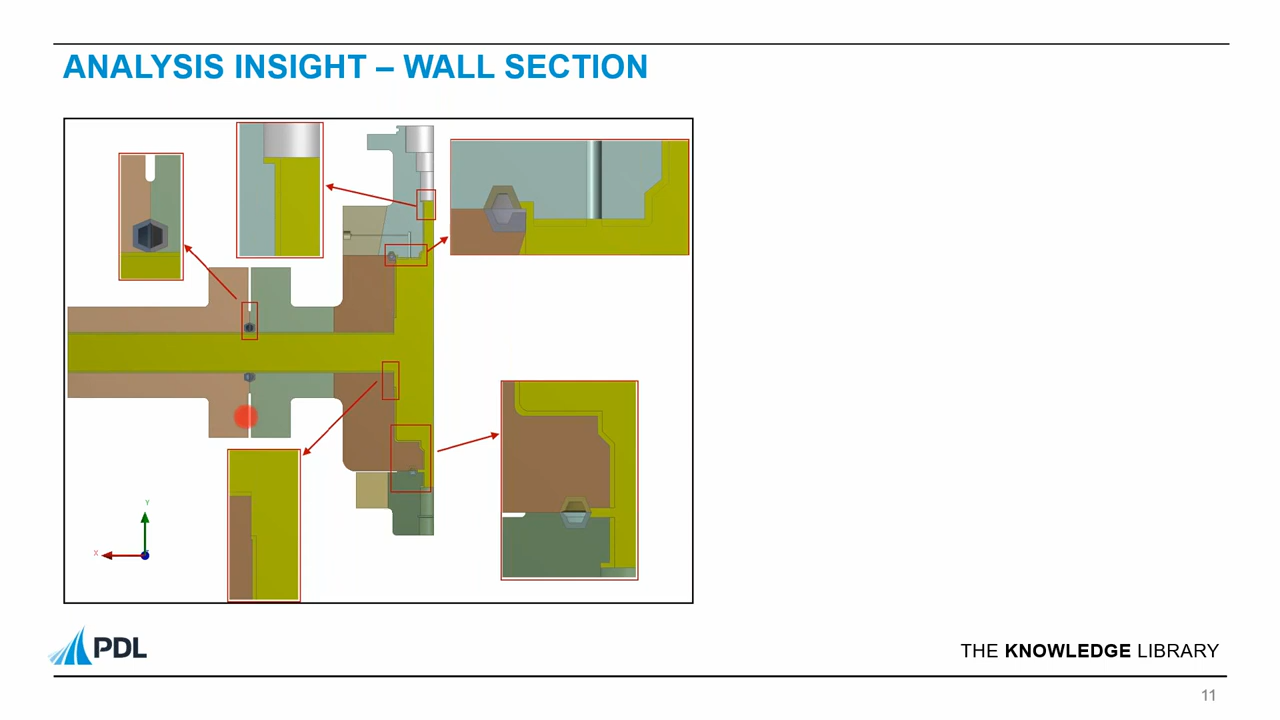 ANALYSIS INSIGHT – WALL SECTION
Y
X
PDL
THE KNOWLEDGE LIBRARY
11